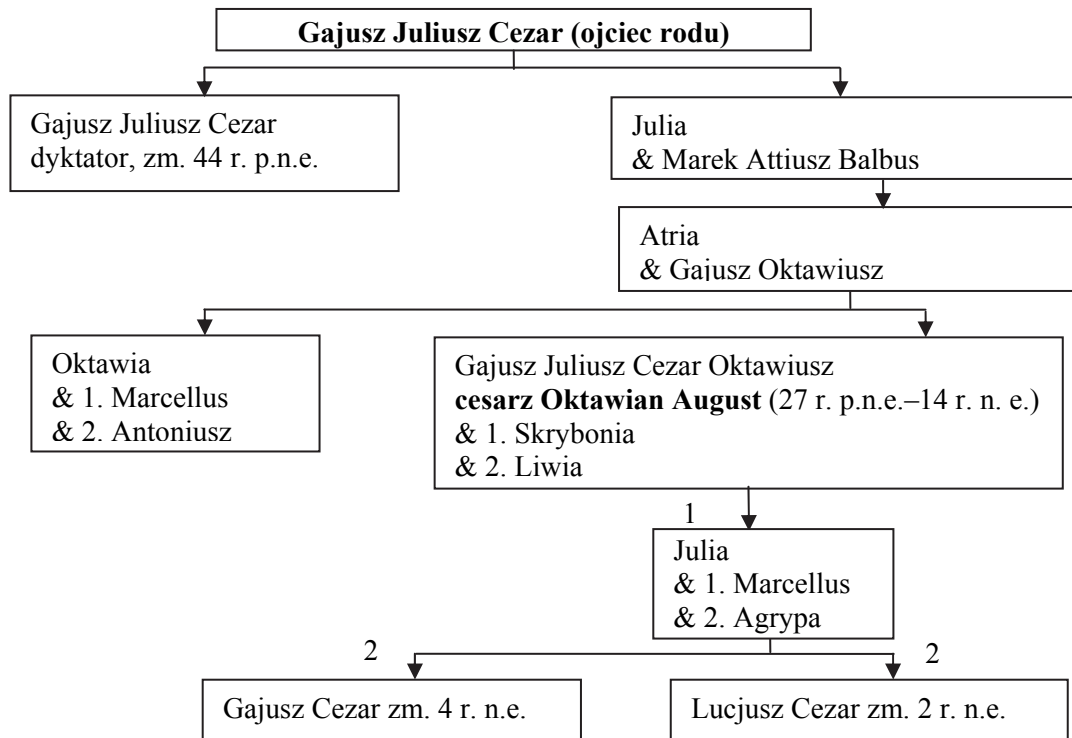 Gajusz Juliusz Cezar (ojciec rodu)
Gajusz Juliusz Cezar
dyktator, zm. 44 r. p.n.e.
Julia
& Marek Attiusz Balbus
Atria
& Gajusz Oktawiusz
Oktawia
& 1. Marcellus
& 2. Antoniusz
Gajusz Juliusz Cezar Oktawiusz
cesarz Oktawian August (27 r. p.n.e.–14 r. n. e.)
& 1. Skrybonia
& 2. Liwia
1
Julia
& 1. Marcellus
& 2. Agrypa
2
2
Gajusz Cezar zm. 4 r. n.e.
Lucjusz Cezar zm. 2 r. n.e.